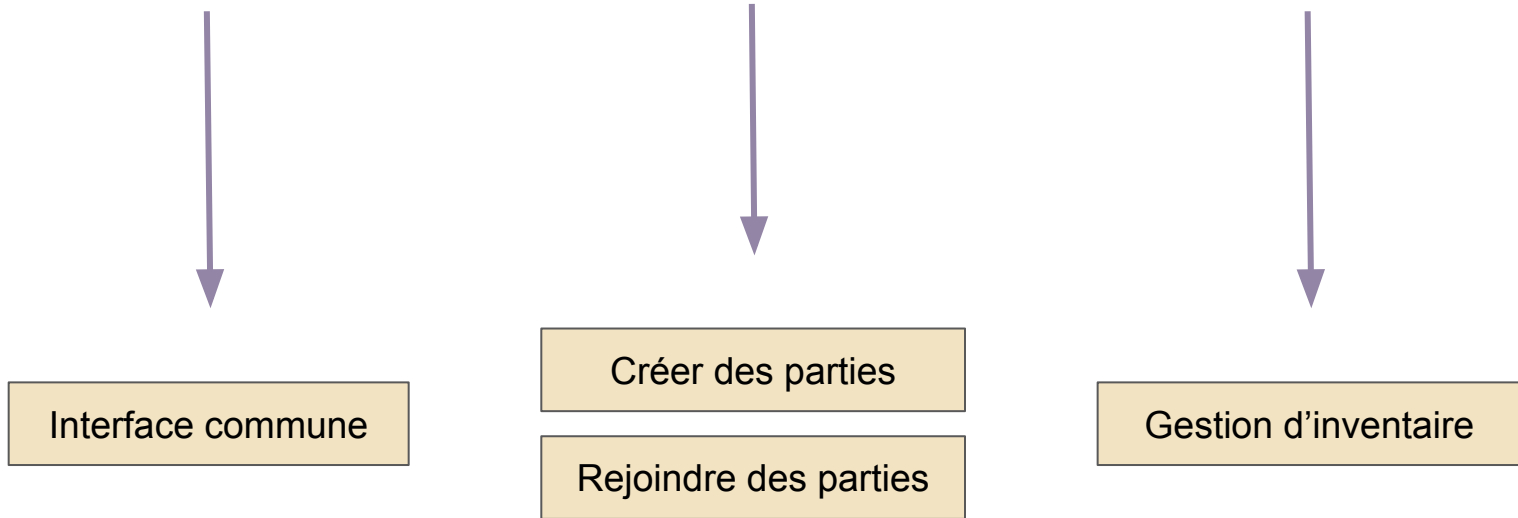 Interface commune
Créer des parties
Rejoindre des parties
Gestion d’inventaire